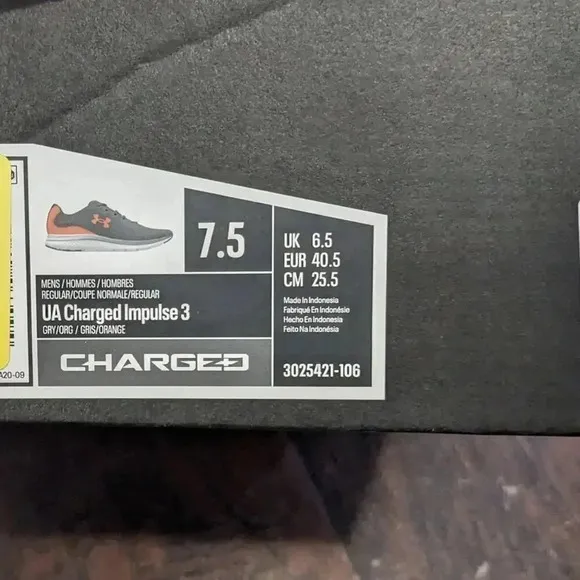 7.5
UK 6.5
EUR 40.5
CM 25.5
MENS / HOMMES / HOMBRES
REGULAR/COUPE NORMALE/REGULAR
UA Charged Impulse 3
GRY/ORG / GRIS/ORANGE
Made in Indonesia
Fabriqué En Indonésie
Hecho En Indonesia
Feito Na Indonésia
CHARGED
3025421-106
A20-09